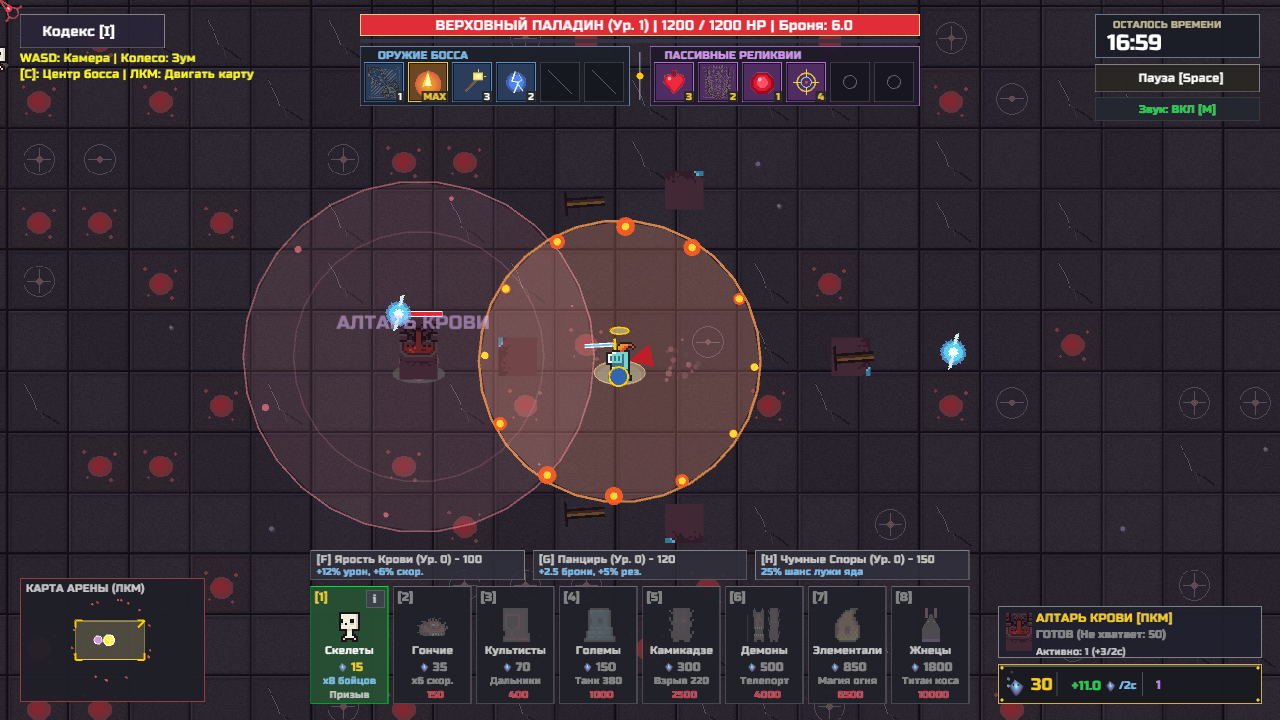 Кодекс [I]
WASD: Камера | Колесо: Зум
[C]: Центр босса | ЛКМ: Двигать карту
ВЕРХОВНЫЙ ПАЛАДИН (Ур. 1) | 1200 / 1200 HP | Броня: 6.0
ОРУЖИЕ БОССА
1
MAX
3
2
ПАССИВНЫЕ РЕЛИКВИИ
3
2
1
4
ОСТАЛОСЬ ВРЕМЕНИ
16:59
Пауза [Space]
Звук: ВКЛ [M]
АЛТАРЬ КРОВИ
[F] Ярость Крови (Ур. 0) - 100
+12% урон, +6% скор.
[G] Панцирь (Ур. 0) - 120
+2.5 брони, +5% рез.
[H] Чумные Споры (Ур. 0) - 150
25% шанс лужи яда
КАРТА АРЕНЫ (ЛКМ)
[1]
i
Скелеты
15
x8 бойцов
Призыв
[2]
Гончие
35
x6 скор.
150
[3]
Культисты
70
Дальники
400
[4]
Големы
150
Танк 380
1000
[5]
Камикадзе
300
Взрыв 220
2500
[6]
Демоны
500
Телепорт
4000
[7]
Элементали
850
Магия огня
6500
[8]
Жнецы
1800
Титан коса
10000
АЛТАРЬ КРОВИ [ПКМ]
ГОТОВ (Не хватает: 50)
Активно: 1 (+3/2с)
30
+11.0 /2с
1